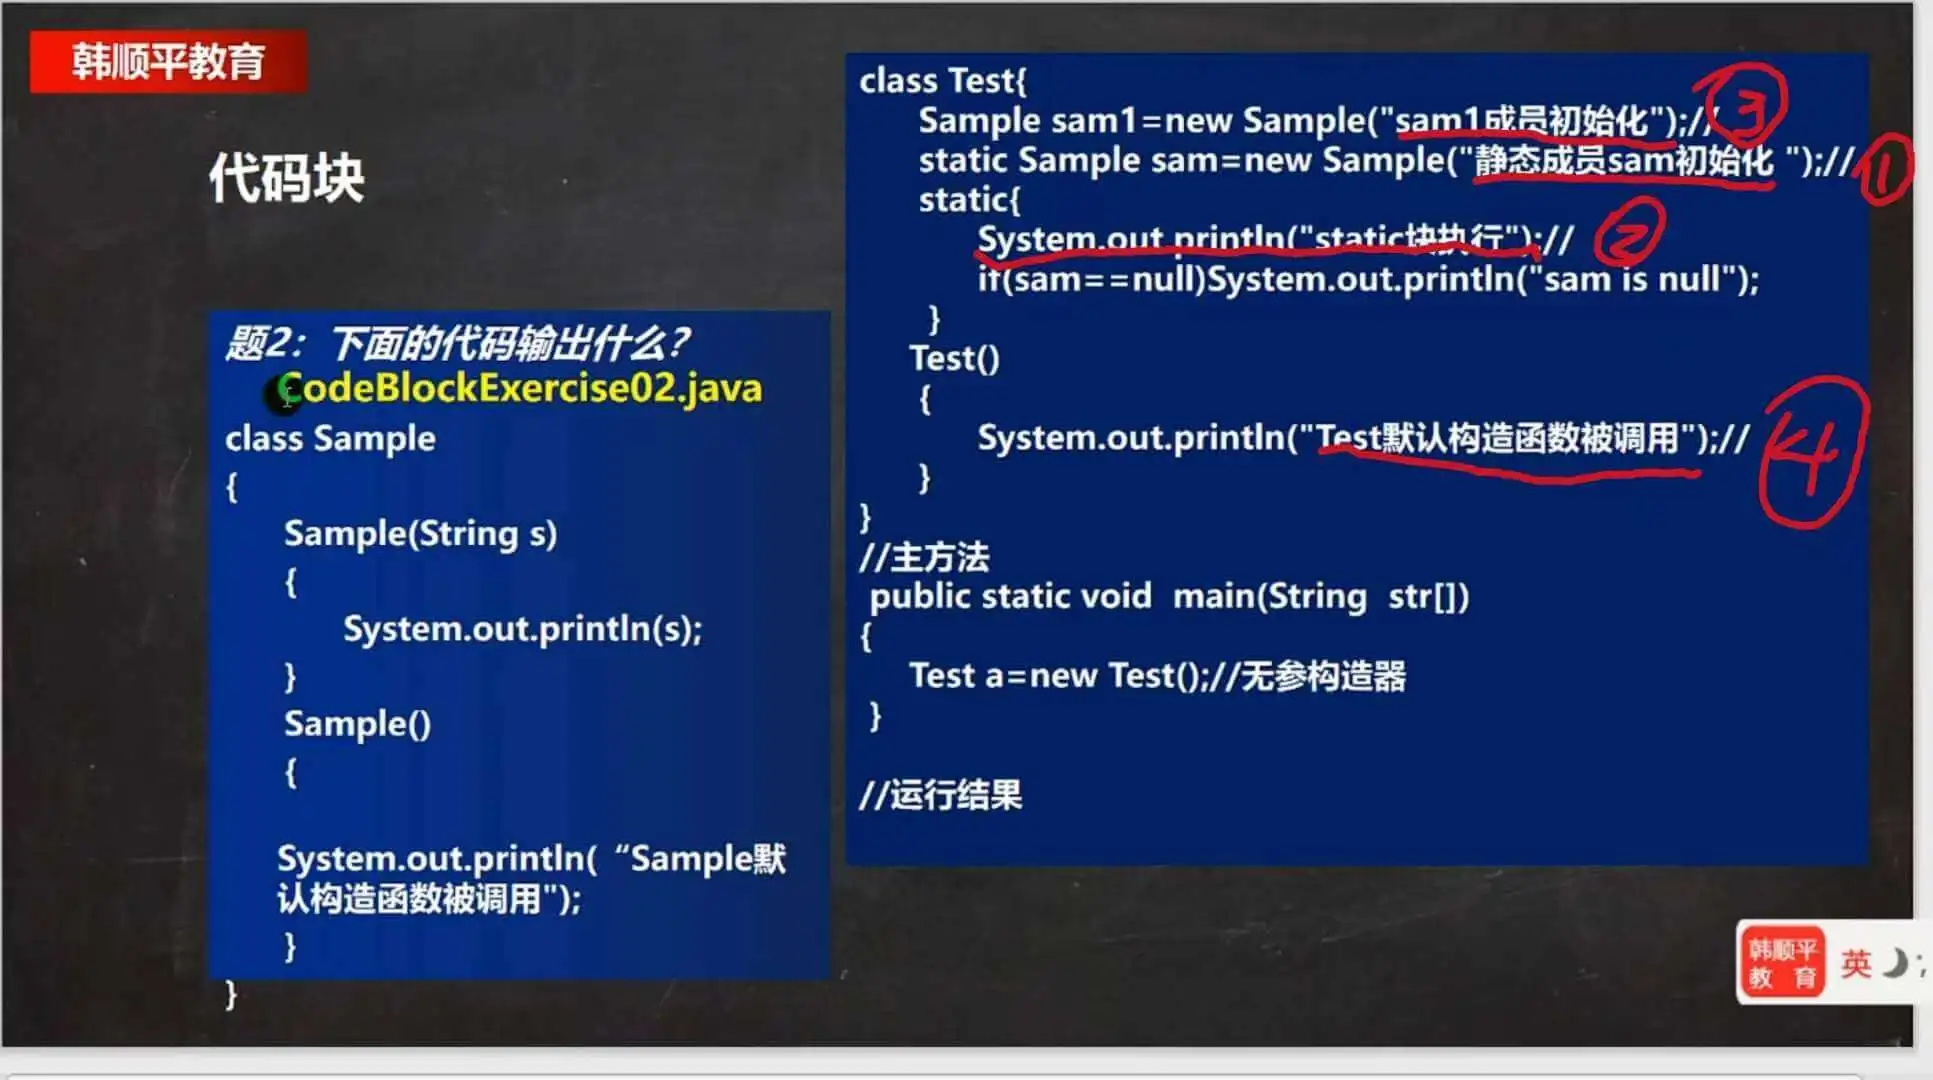 韩顺平教育
代码块
题2：下面的代码输出什么？
CodeBlockExercise02.java
class Sample
{
Sample(String s)
{
System.out.println(s);
}
Sample()
{
System.out.println( “Sample默
认构造函数被调用");
}
}
class Test{
Sample sam1=new Sample("sam1成员初始化");//
③
static Sample sam=new Sample("静态成员sam初始化 ");//
①
static{
System.out.println("static块执行");//
②
if(sam==null)System.out.println("sam is null");
}
Test()
{
System.out.println("Test默认构造函数被调用");//
④
}
}
//主方法
public static void main(String str[])
{
Test a=new Test();//无参构造器
}
//运行结果
韩顺平
教 育
英
;